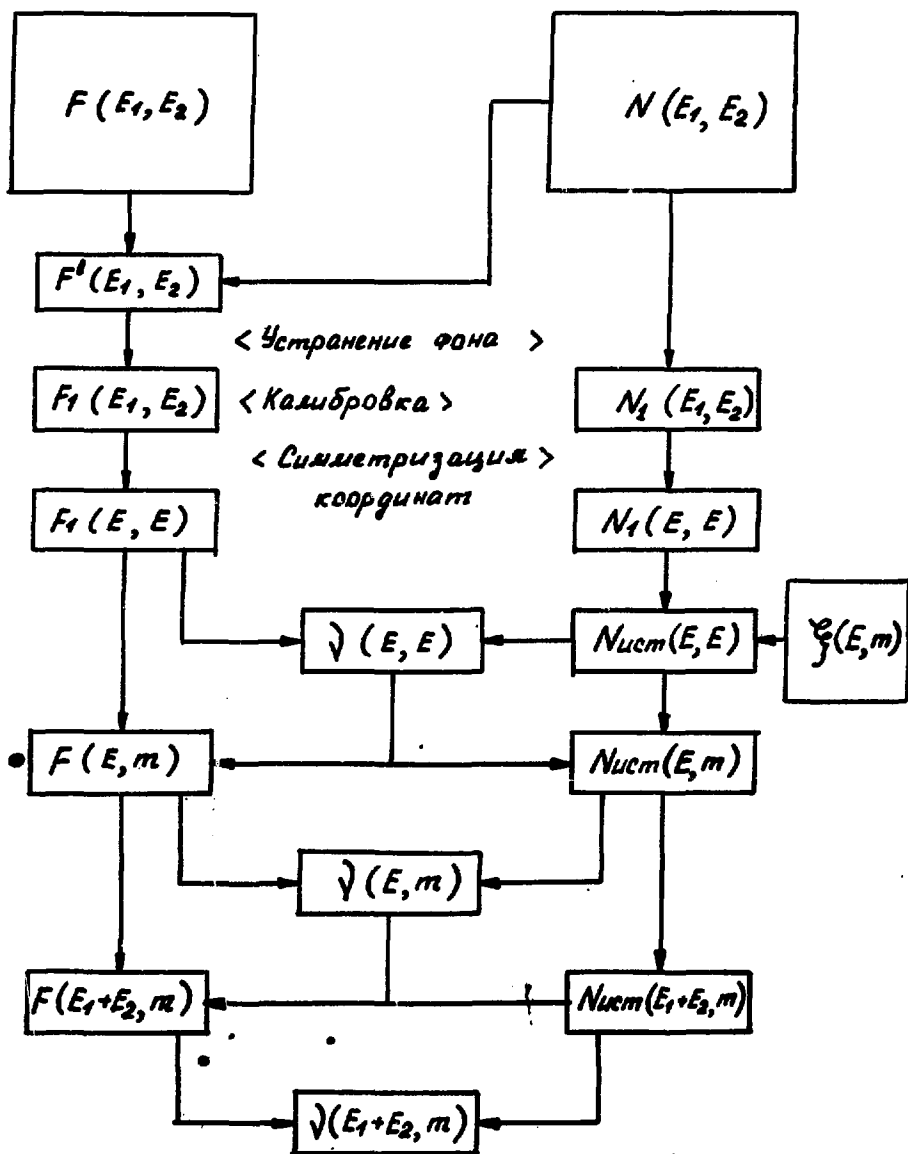 F (E₁, E₂)
N (E₁, E₂)
F' (E₁, E₂)
< Устранение фона >
F₁ (E₁, E₂)
< Калибровка >
N₁ (E₁, E₂)
< Симметризация >
координат
F₁ (E, E)
N₁ (E, E)
ν (E, E)
Nист (E, E)
ξ (E, m)
F (E, m)
Nист (E, m)
ν (E, m)
F (E₁+E₂, m)
Nист (E₁+E₂, m)
ν (E₁+E₂, m)